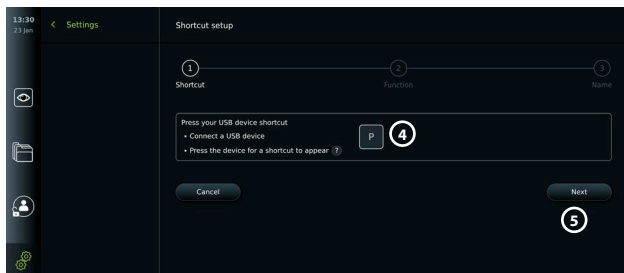 13:30
23 Jan
< Settings
Shortcut setup
1
2
3
Shortcut
Function
Name
Press your USB device shortcut
• Connect a USB device
• Press the device for a shortcut to appear ?
P
4
Cancel
Next
5